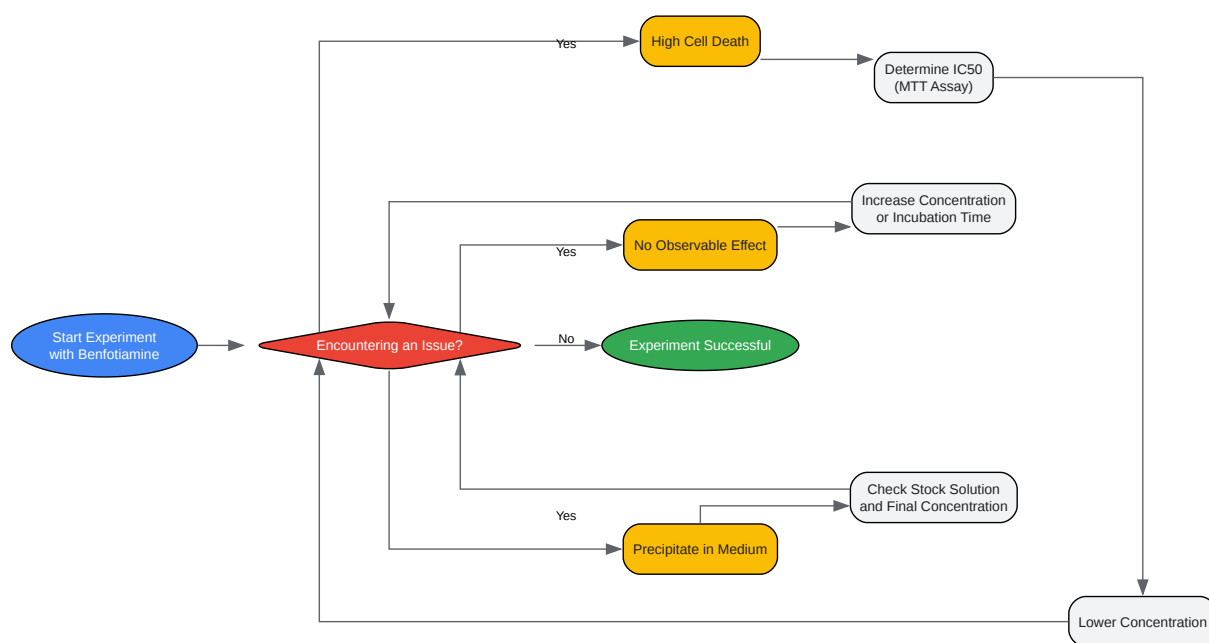 Yes
High Cell Death
Determine IC50
(MTT Assay)
Increase Concentration
or Incubation Time
Yes
No Observable Effect
Start Experiment
with Benfotiamine
Encountering an Issue?
No
Experiment Successful
Check Stock Solution
and Final Concentration
Yes
Precipitate in Medium
Lower Concentration